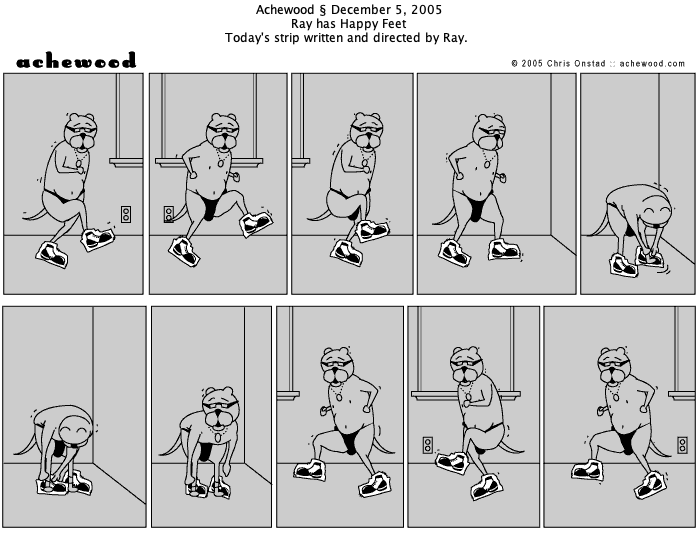 Achewood § December 5, 2005
Ray has Happy Feet
Today's strip written and directed by Ray.
achewood
© 2005 Chris Onstad :: achewood.com